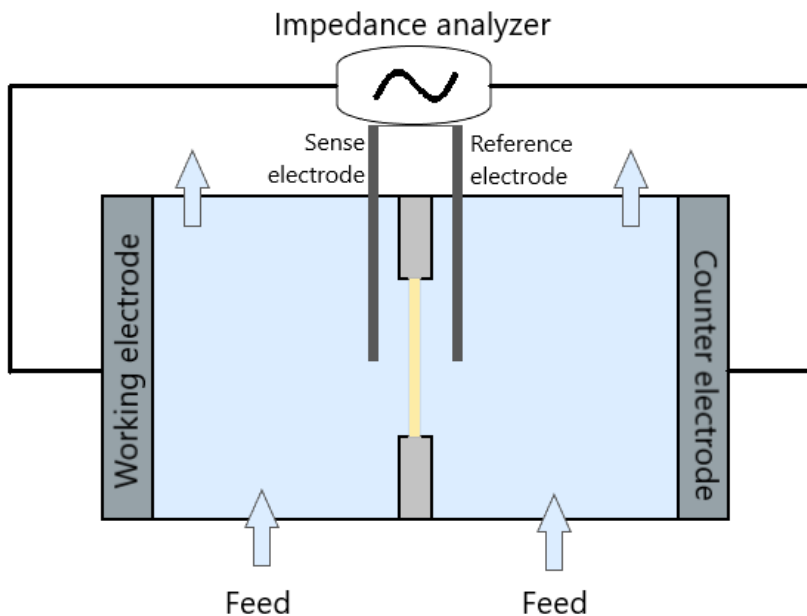 Impedance analyzer
Sense
electrode
Reference
electrode
Working electrode
Counter electrode
Feed
Feed